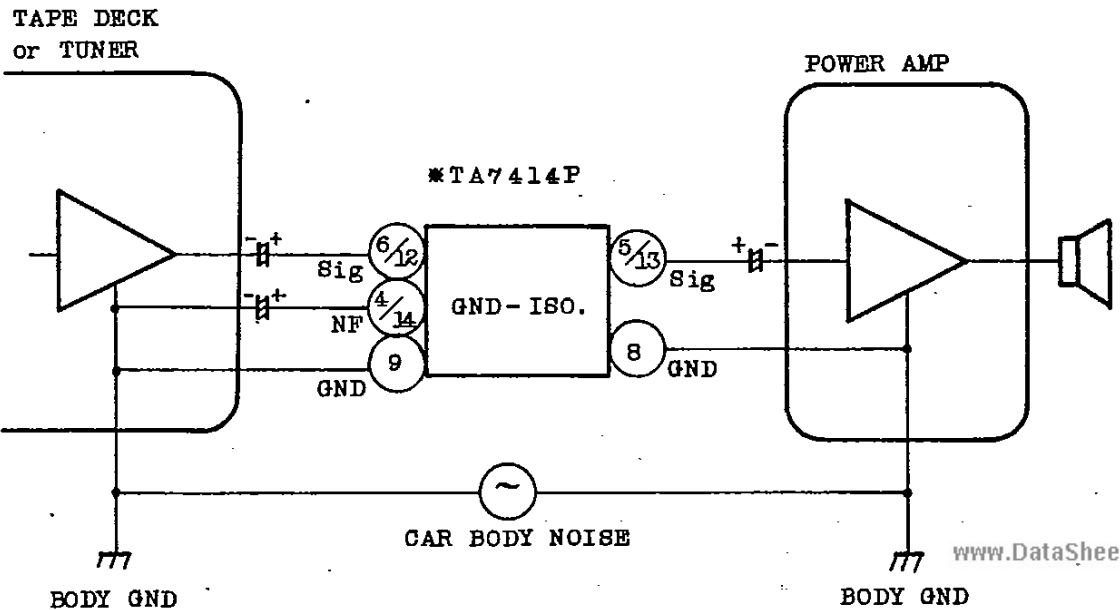 TAPE DECK
or TUNER
POWER AMP
*TA7414P
- +
6/12
Sig
5/13
Sig
+ -
- +
4/14
NF
GND-ISO.
9
GND
8
GND
~
CAR BODY NOISE
BODY GND
BODY GND
www.DataShee